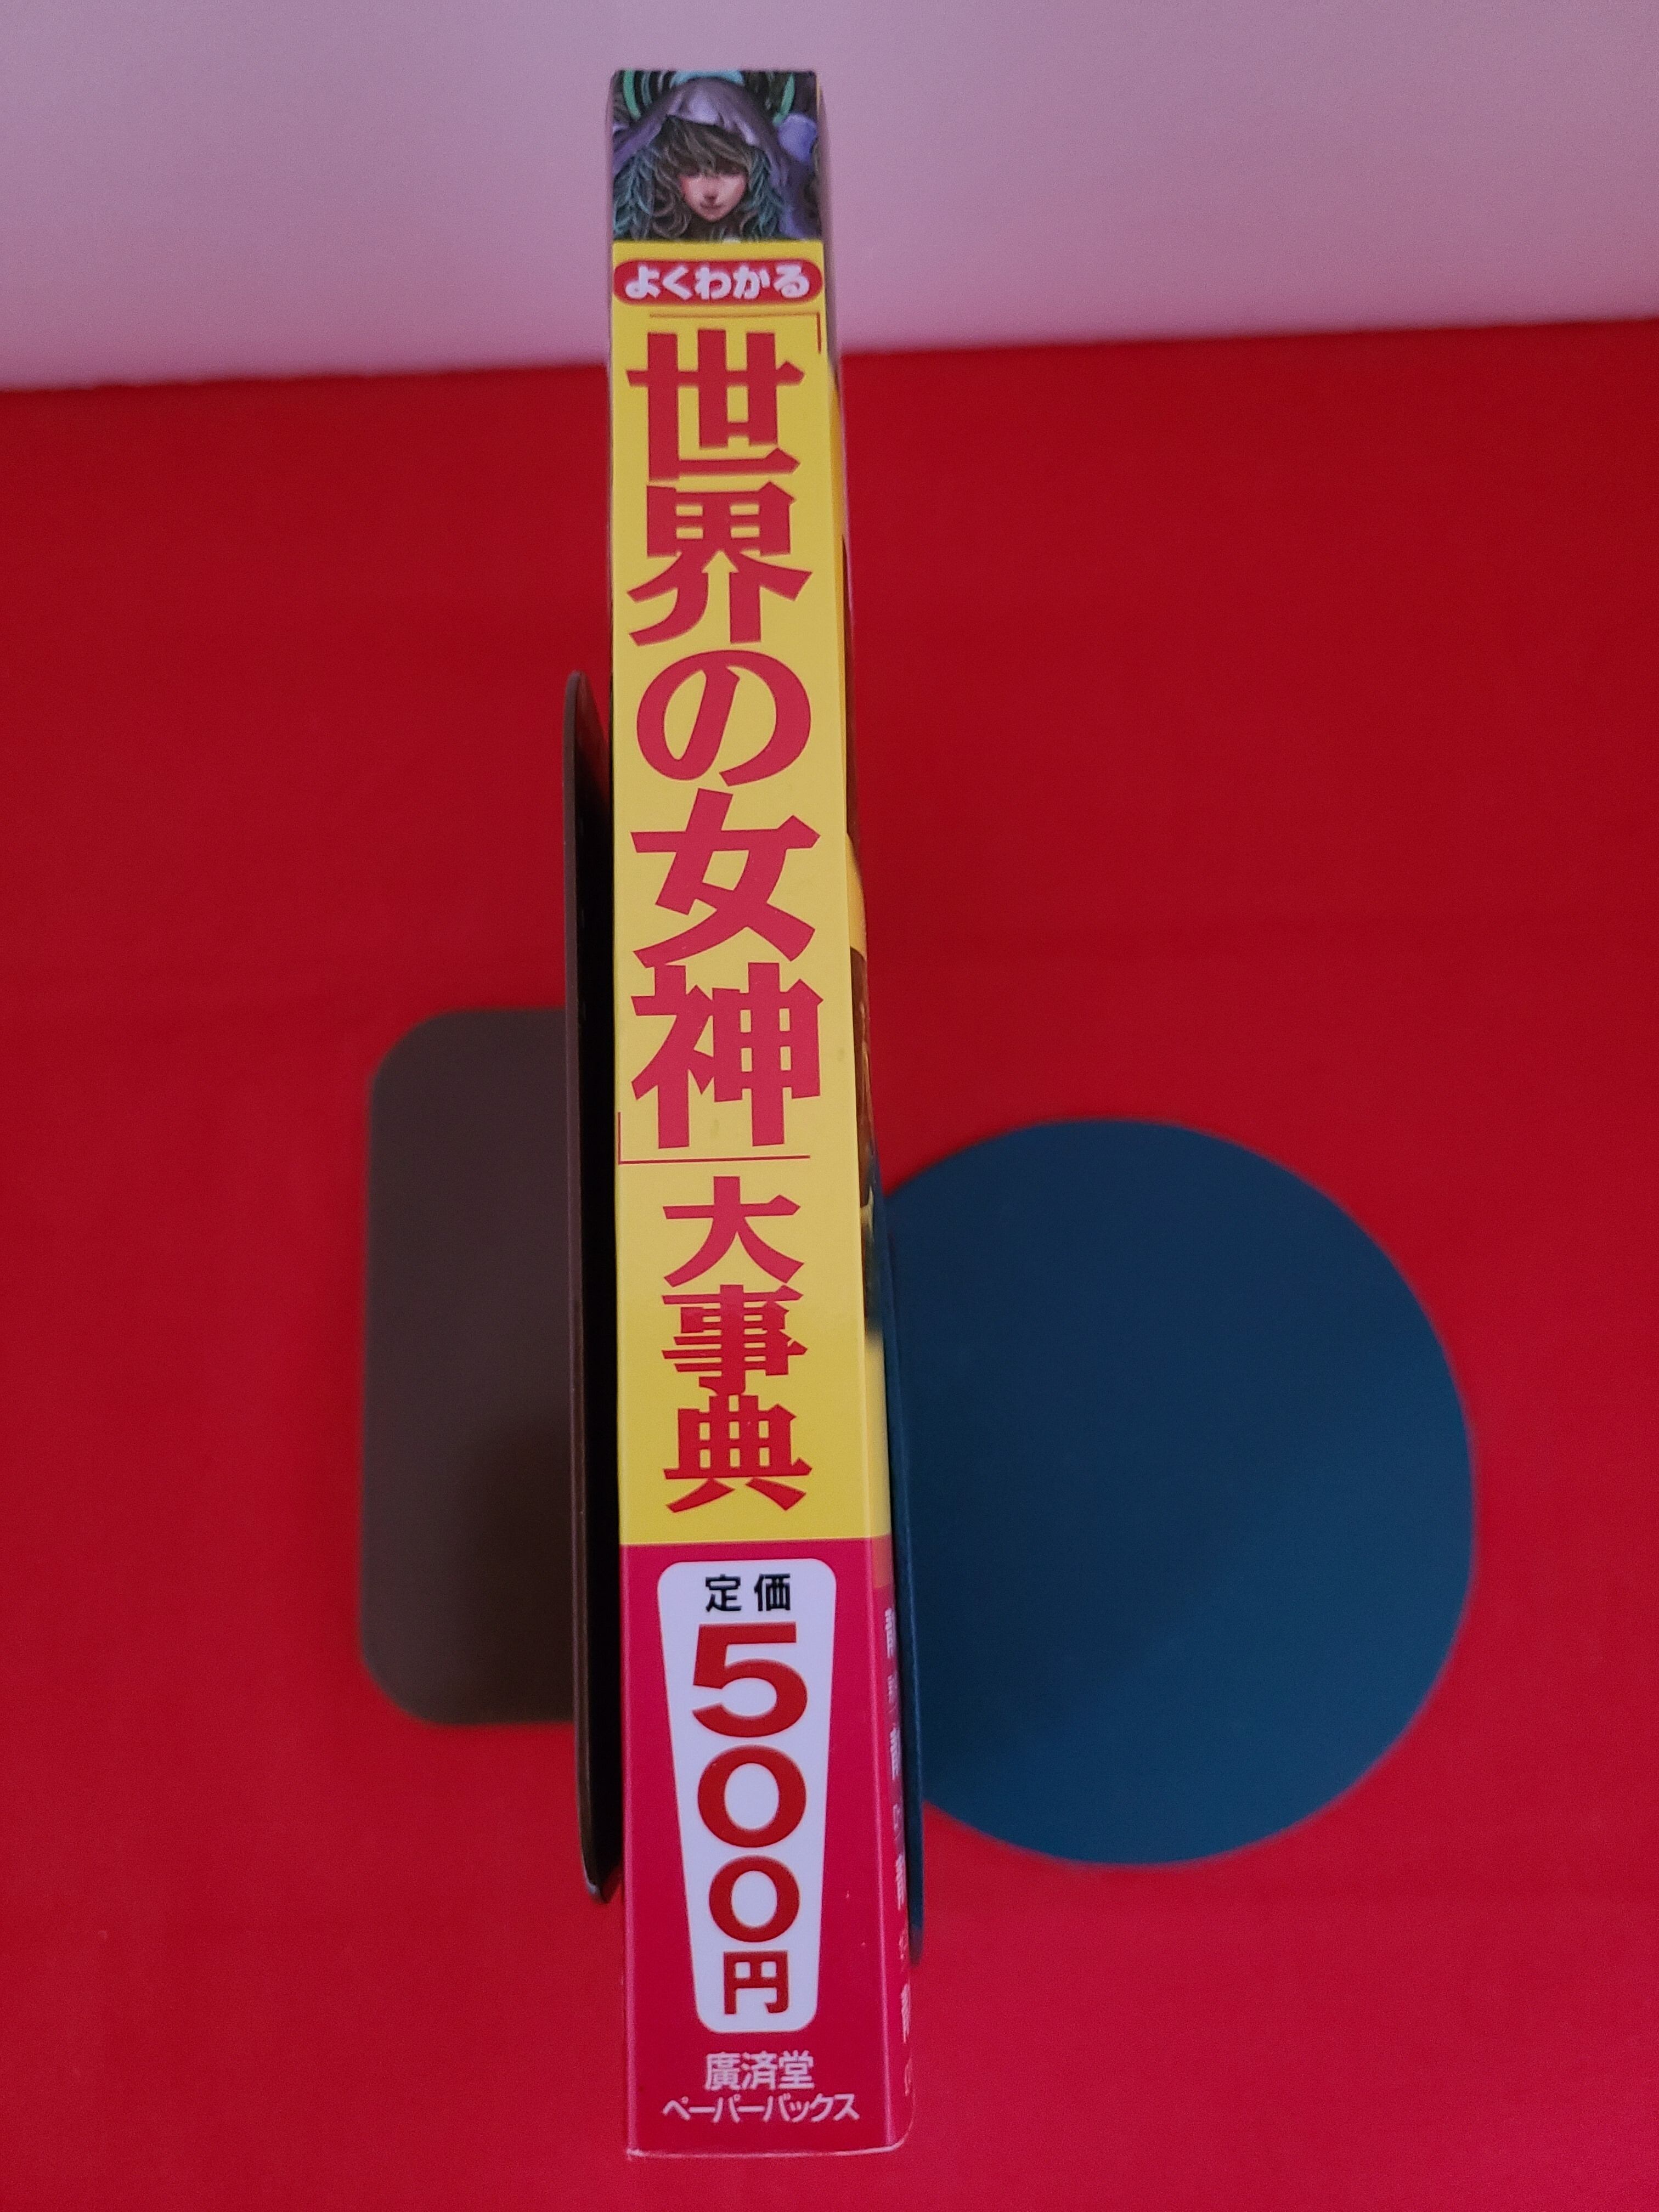 よくわかる
「世界の女神」大事典
定価
500円
廣済堂
ペーパーバックス